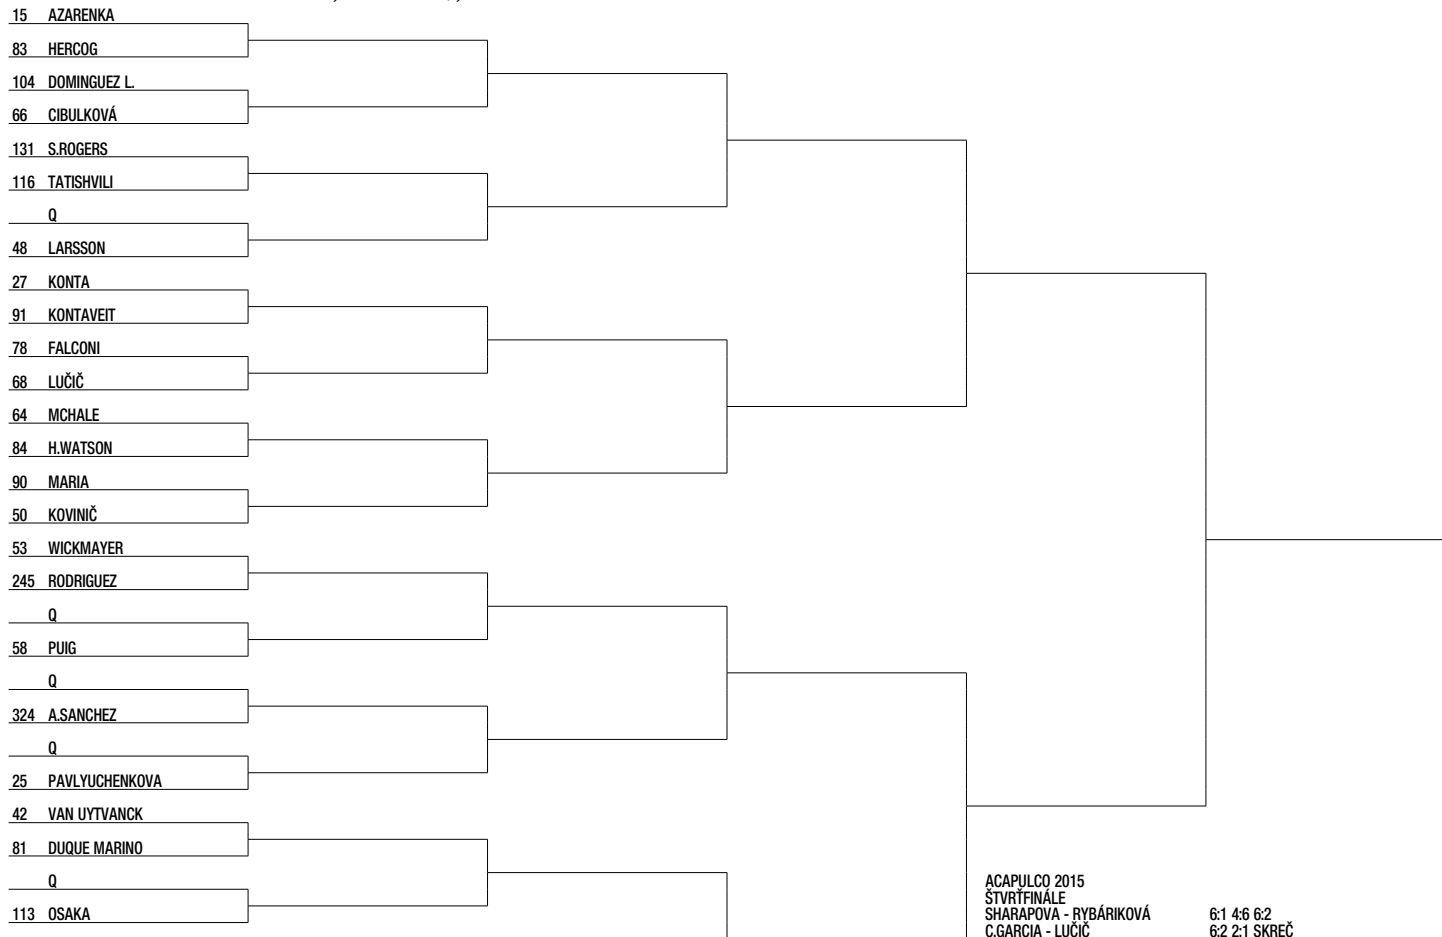 15 AZARENKA
83 HERCOG
104 DOMINGUEZ L.
66 CIBULKOVÁ
131 S.ROGERS
116 TATISHVILI
Q
48 LARSSON
27 KONTA
91 KONTAVEIT
78 FALCONI
68 LUČIČ
64 MCHALE
84 H.WATSON
90 MARIA
50 KOVINIČ
53 WICKMAYER
245 RODRIGUEZ
Q
58 PUIG
Q
324 A.SANCHEZ
Q
25 PAVLYUCHENKOVA
42 VAN UYTVANCK
81 DUQUE MARINO
Q
113 OSAKA
ACAPULCO 2015
ŠTVRŤFINÁLE
SHARAPOVA - RYBÁRIKOVÁ 6:1 4:6 6:2
C.GARCIA - LUČIČ 6:2 2:1 SKREČ